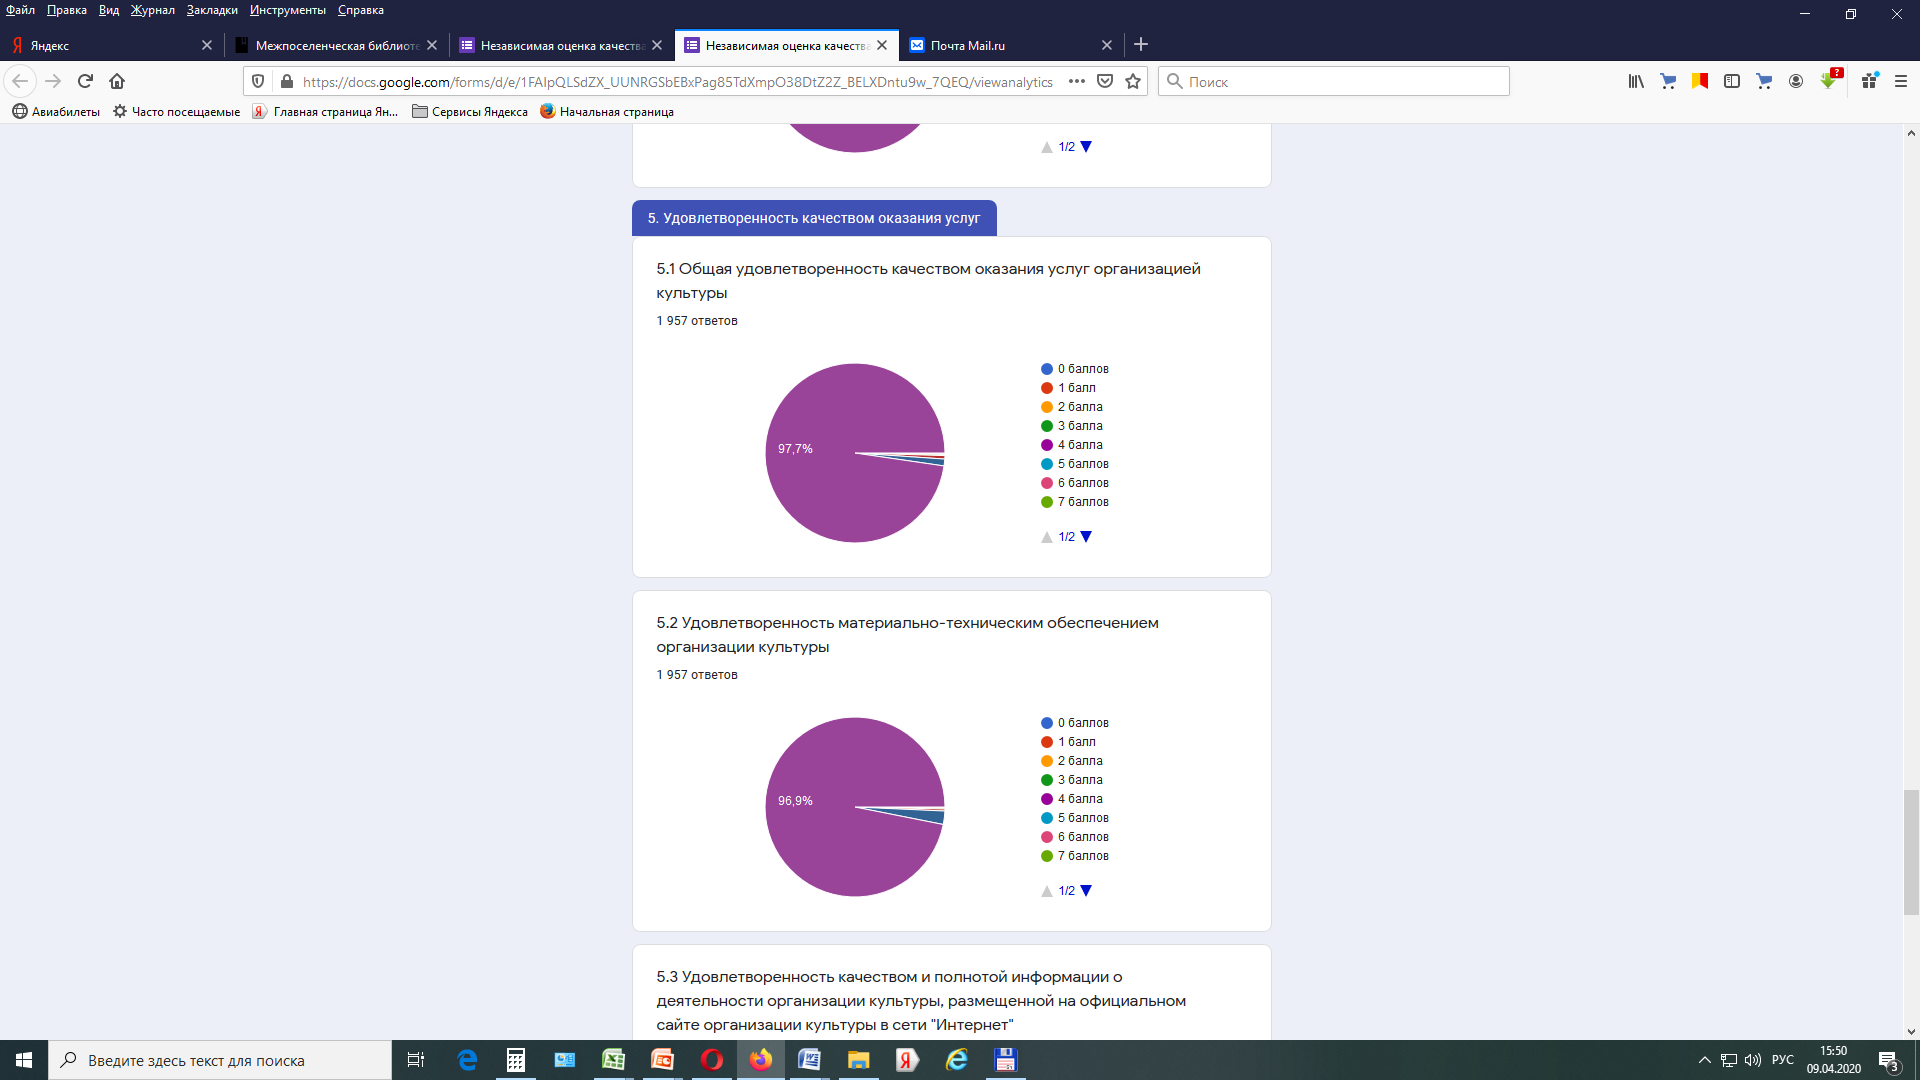 Файл Правка Вид Журнал Закладки Инструменты Справка
Яндекс
Межпоселенческая библиоте
Независимая оценка качества
Независимая оценка качества
Почта Mail.ru
https://docs.google.com/forms/d/e/1FAIpQLSdZX_UUNRGSbEBxPag85TdXmpO38DtZ2Z_BELXDntu9w_7QEQ/viewanalytics
Поиск
Авиабилеты Часто посещаемые Главная страница Ян... Сервисы Яндекса Начальная страница
1/2
5. Удовлетворенность качеством оказания услуг
5.1 Общая удовлетворенность качеством оказания услуг организацией
культуры
1 957 ответов
97,7%
0 баллов
1 балл
2 балла
3 балла
4 балла
5 баллов
6 баллов
7 баллов
1/2
5.2 Удовлетворенность материально-техническим обеспечением
организации культуры
1 957 ответов
96,9%
0 баллов
1 балл
2 балла
3 балла
4 балла
5 баллов
6 баллов
7 баллов
1/2
5.3 Удовлетворенность качеством и полнотой информации о
деятельности организации культуры, размещенной на официальном
сайте организации культуры в сети "Интернет"
Введите здесь текст для поиска
РУС
15:50
09.04.2020
3